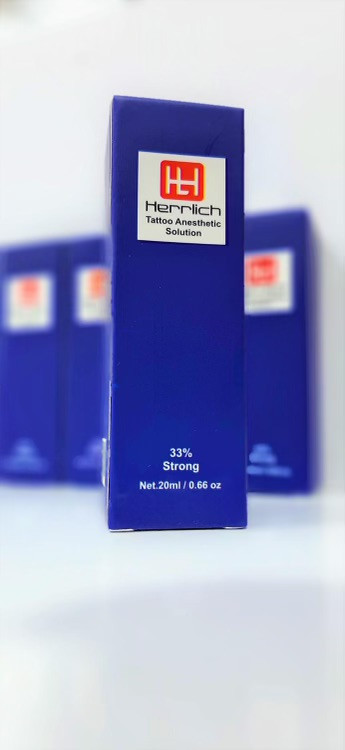 Herrlich
Tattoo Anesthetic
Solution
33%
Strong
Net.20ml / 0.66 oz